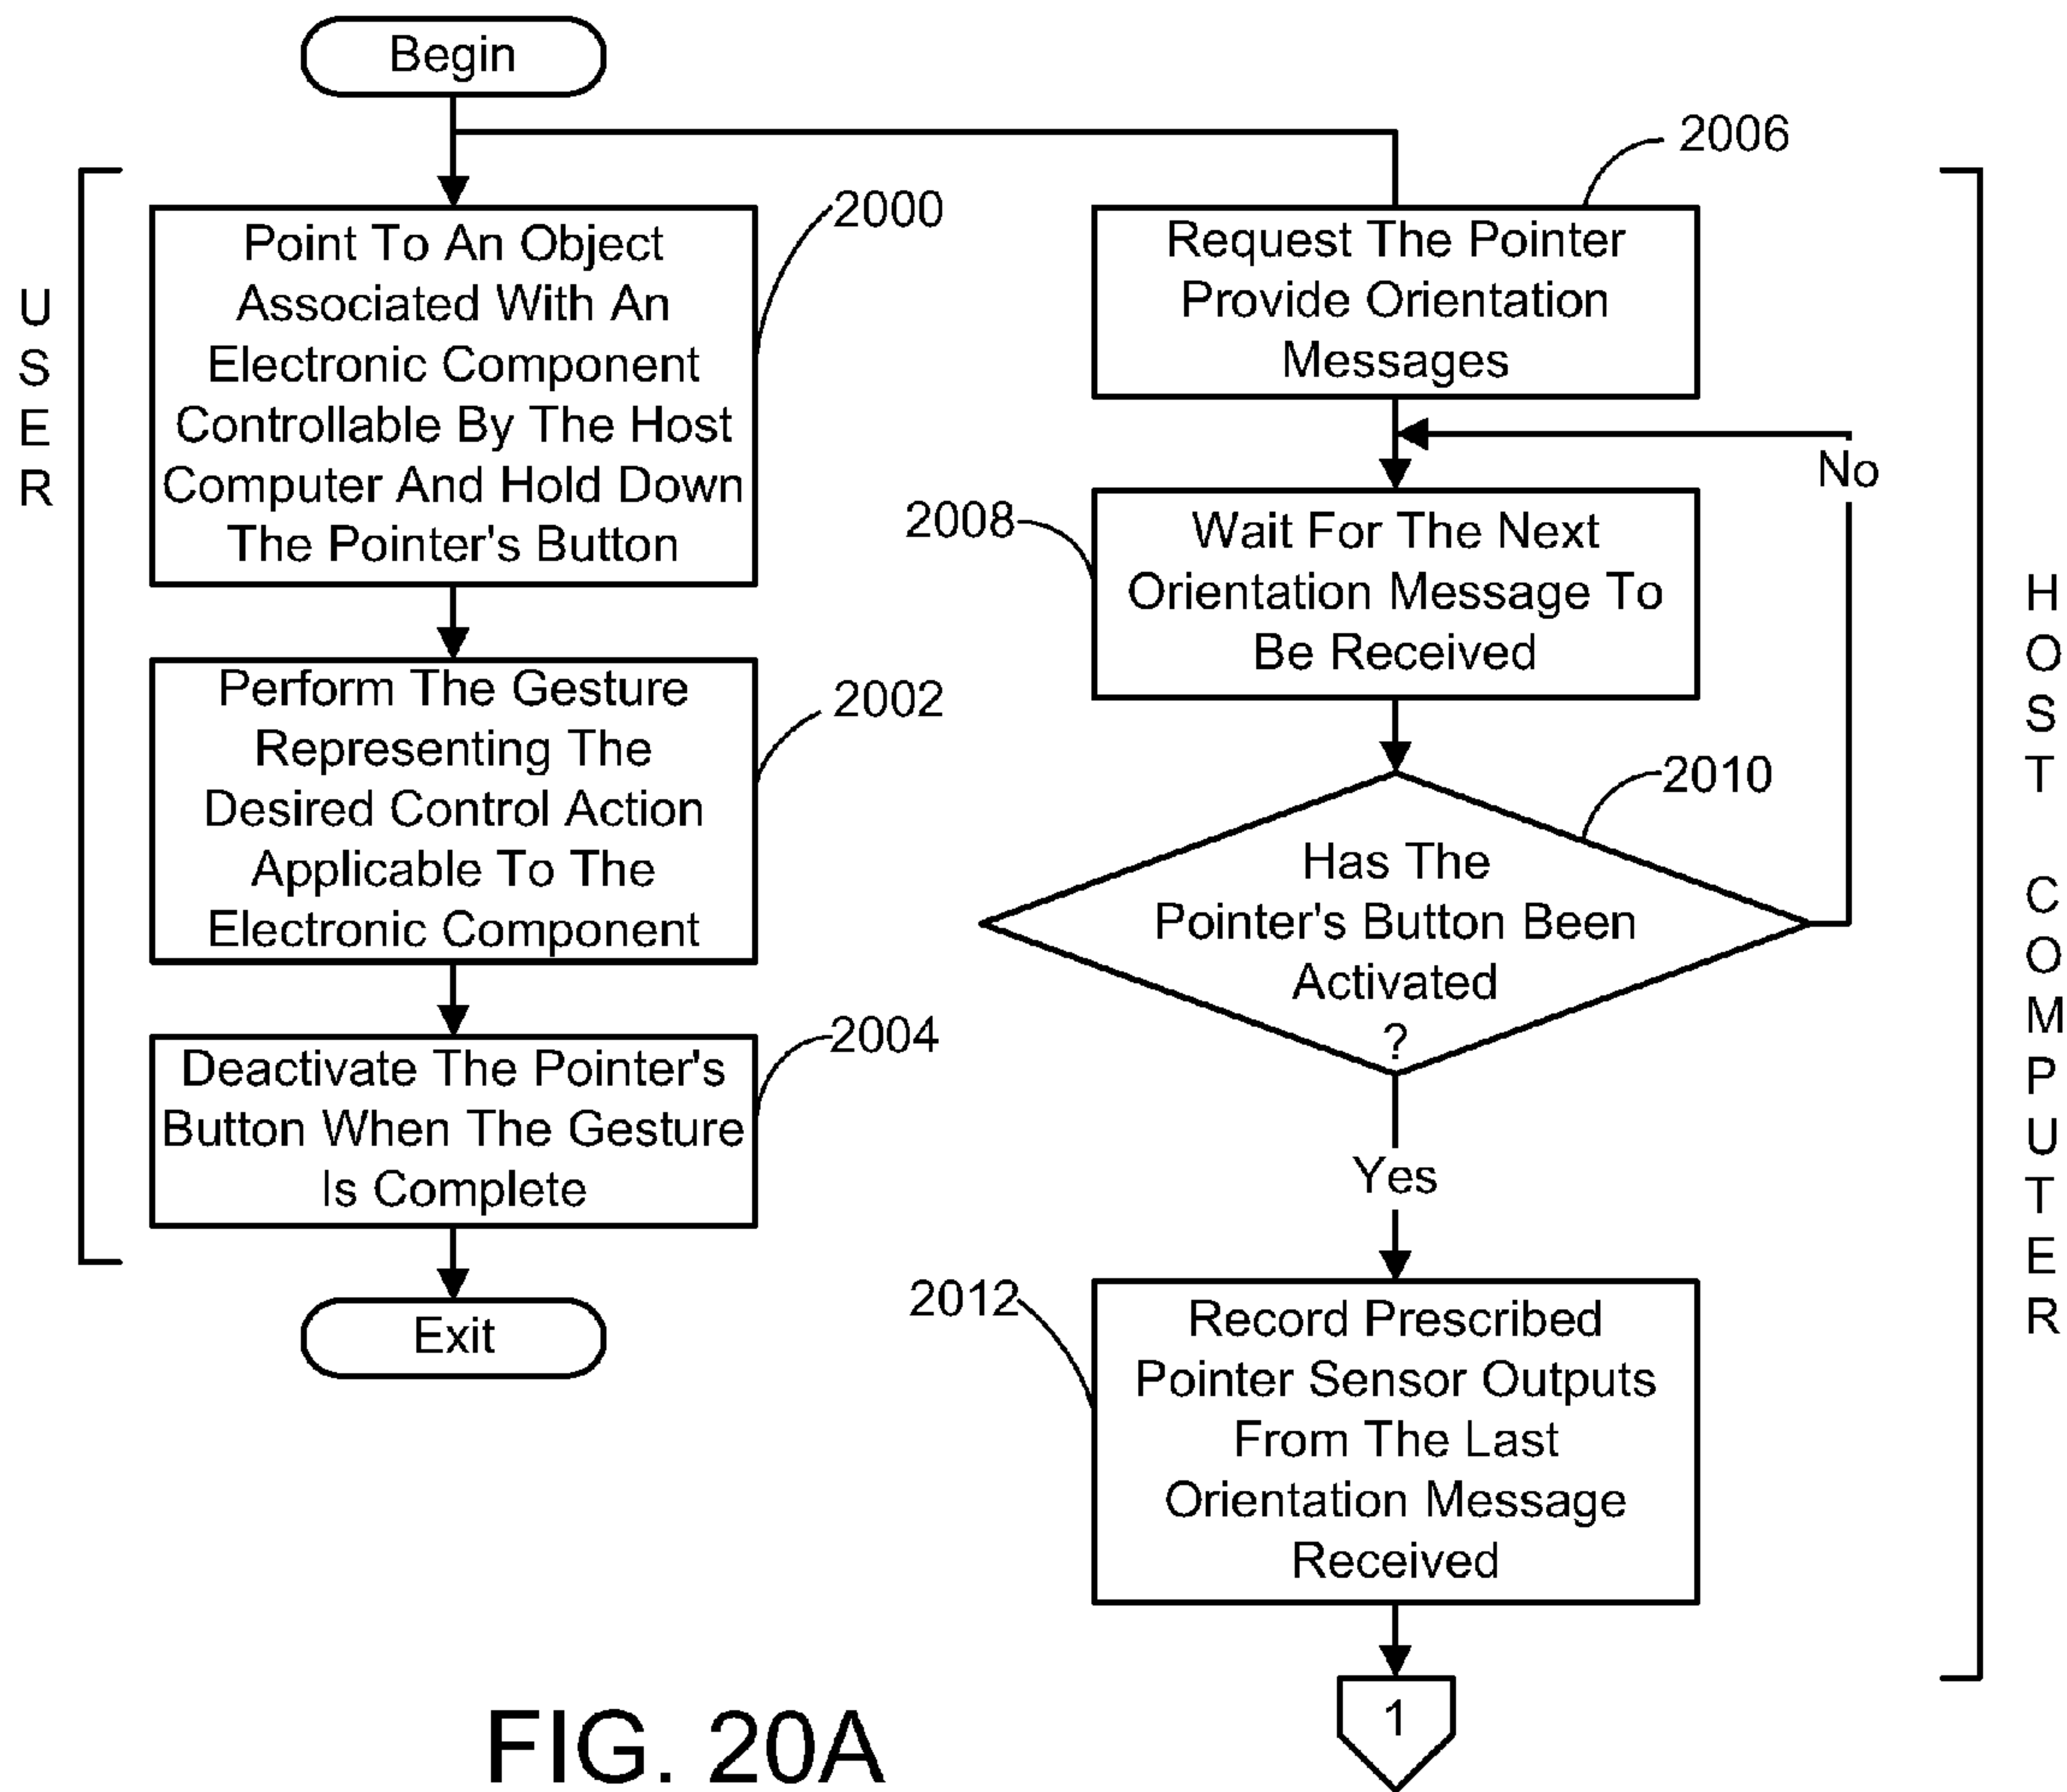 Begin
USER
2000
Point To An Object
Associated With An
Electronic Component
Controllable By The Host
Computer And Hold Down
The Pointer's Button
2002
Perform The Gesture
Representing The
Desired Control Action
Applicable To The
Electronic Component
2004
Deactivate The Pointer's
Button When The Gesture
Is Complete
Exit
2006
Request The Pointer
Provide Orientation
Messages
No
2008
Wait For The Next
Orientation Message To
Be Received
2010
Has The
Pointer's Button Been
Activated
?
Yes
2012
Record Prescribed
Pointer Sensor Outputs
From The Last
Orientation Message
Received
1
HOST COMPUTER
FIG. 20A